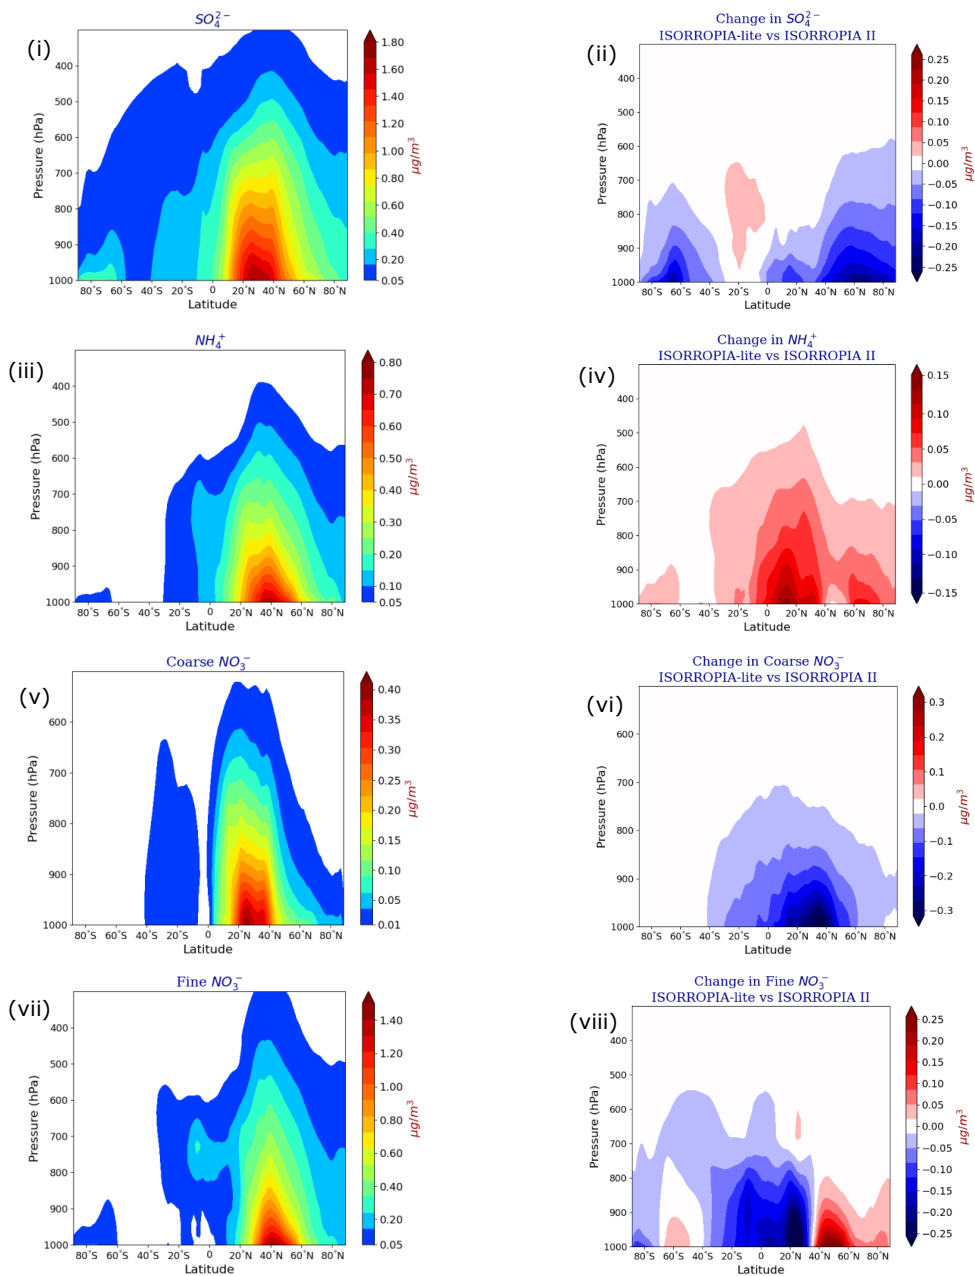 (i)
SO₄²⁻
Pressure (hPa)
400
500
600
700
800
900
1000
80°S 60°S 40°S 20°S 0 20°N 40°N 60°N 80°N
Latitude
1.80
1.60
1.40
1.20
1.00
0.80
0.60
0.40
0.20
0.05
μg/m³
(ii)
Change in SO₄²⁻
ISORROPIA-lite vs ISORROPIA II
Pressure (hPa)
400
500
600
700
800
900
1000
80°S 60°S 40°S 20°S 0 20°N 40°N 60°N 80°N
Latitude
0.25
0.20
0.15
0.10
0.05
0.00
−0.05
−0.10
−0.15
−0.20
−0.25
μg/m³
(iii)
NH₄⁺
Pressure (hPa)
400
500
600
700
800
900
1000
80°S 60°S 40°S 20°S 0 20°N 40°N 60°N 80°N
Latitude
0.80
0.70
0.60
0.50
0.40
0.30
0.20
0.10
0.05
μg/m³
(iv)
Change in NH₄⁺
ISORROPIA-lite vs ISORROPIA II
Pressure (hPa)
400
500
600
700
800
900
1000
80°S 60°S 40°S 20°S 0 20°N 40°N 60°N 80°N
Latitude
0.15
0.10
0.05
0.00
−0.05
−0.10
−0.15
μg/m³
(v)
Coarse NO₃⁻
Pressure (hPa)
600
700
800
900
1000
80°S 60°S 40°S 20°S 0 20°N 40°N 60°N 80°N
Latitude
0.40
0.35
0.30
0.25
0.20
0.15
0.10
0.05
0.01
μg/m³
(vi)
Change in Coarse NO₃⁻
ISORROPIA-lite vs ISORROPIA II
Pressure (hPa)
600
700
800
900
1000
80°S 60°S 40°S 20°S 0 20°N 40°N 60°N 80°N
Latitude
0.3
0.2
0.1
0.0
−0.1
−0.2
−0.3
μg/m³
(vii)
Fine NO₃⁻
Pressure (hPa)
400
500
600
700
800
900
1000
80°S 60°S 40°S 20°S 0 20°N 40°N 60°N 80°N
Latitude
1.40
1.20
1.00
0.80
0.60
0.40
0.20
0.05
μg/m³
(viii)
Change in Fine NO₃⁻
ISORROPIA-lite vs ISORROPIA II
Pressure (hPa)
400
500
600
700
800
900
1000
80°S 60°S 40°S 20°S 0 20°N 40°N 60°N 80°N
Latitude
0.25
0.20
0.15
0.10
0.05
0.00
−0.05
−0.10
−0.15
−0.20
−0.25
μg/m³